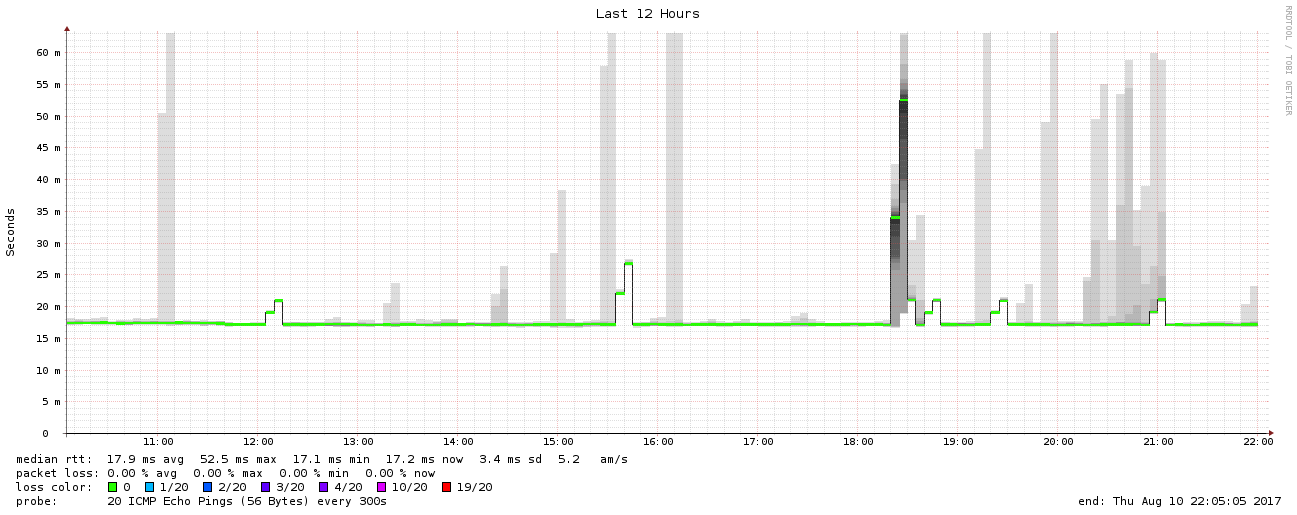 Last 12 Hours
RRDTOOL / TOBI OETIKER
Seconds
60 m
55 m
50 m
45 m
40 m
35 m
30 m
25 m
20 m
15 m
10 m
5 m
0
11:00 12:00 13:00 14:00 15:00 16:00 17:00 18:00 19:00 20:00 21:00 22:00
median rtt: 17.9 ms avg 52.5 ms max 17.1 ms min 17.2 ms now 3.4 ms sd 5.2 am/s
packet loss: 0.00 % avg 0.00 % max 0.00 % min 0.00 % now
loss color: 0 1/20 2/20 3/20 4/20 10/20 19/20
probe: 20 ICMP Echo Pings (56 Bytes) every 300s end: Thu Aug 10 22:05:05 2017